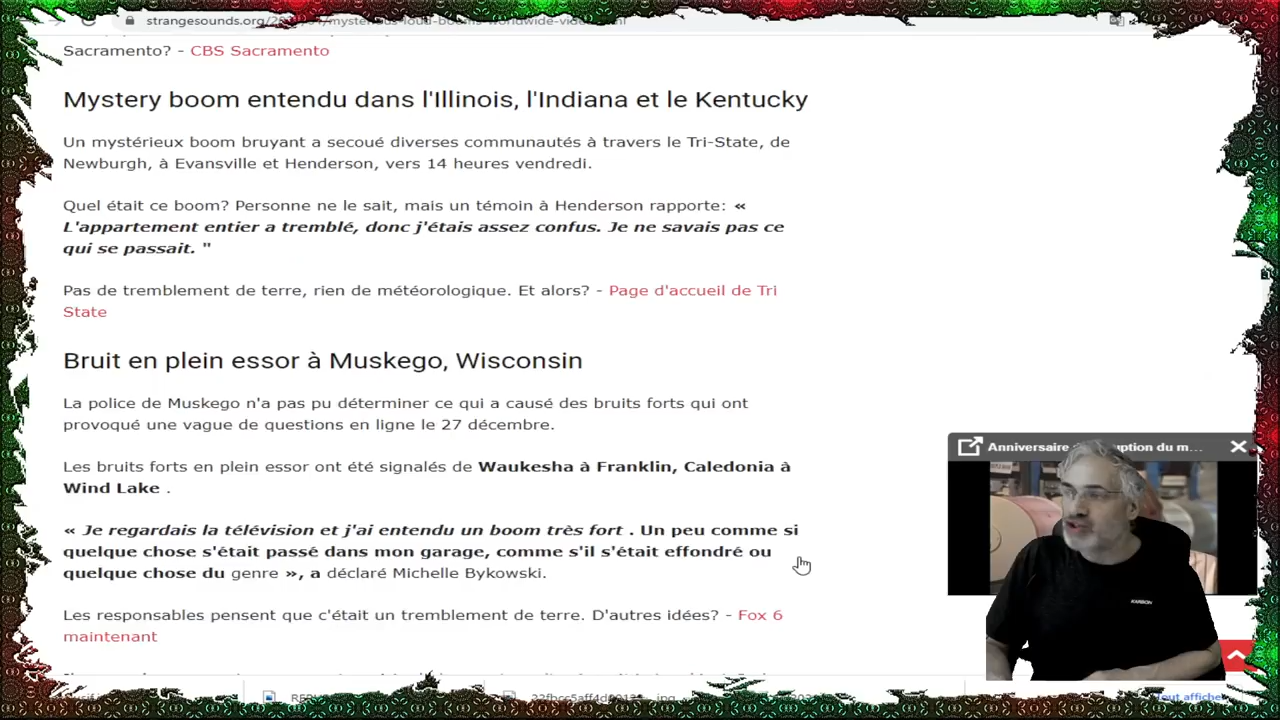 strangesounds.org/
Sacramento? - CBS Sacramento
Mystery boom entendu dans l'Illinois, l'Indiana et le Kentucky
Un mystérieux boom bruyant a secoué diverses communautés à travers le Tri-State, de
Newburgh, à Evansville et Henderson, vers 14 heures vendredi.
Quel était ce boom? Personne ne le sait, mais un témoin à Henderson rapporte: «
L'appartement entier a tremblé, donc j'étais assez confus. Je ne savais pas ce
qui se passait. "
Pas de tremblement de terre, rien de météorologique. Et alors? - Page d'accueil de Tri
State
Bruit en plein essor à Muskego, Wisconsin
La police de Muskego n'a pas pu déterminer ce qui a causé des bruits forts qui ont
provoqué une vague de questions en ligne le 27 décembre.
Les bruits forts en plein essor ont été signalés de Waukesha à Franklin, Caledonia à
Wind Lake .
« Je regardais la télévision et j'ai entendu un boom très fort . Un peu comme si
quelque chose s'était passé dans mon garage, comme s'il s'était effondré ou
quelque chose du genre », a déclaré Michelle Bykowski.
Les responsables pensent que c'était un tremblement de terre. D'autres idées? - Fox 6
maintenant
Anniversaire
du m...
KARBON